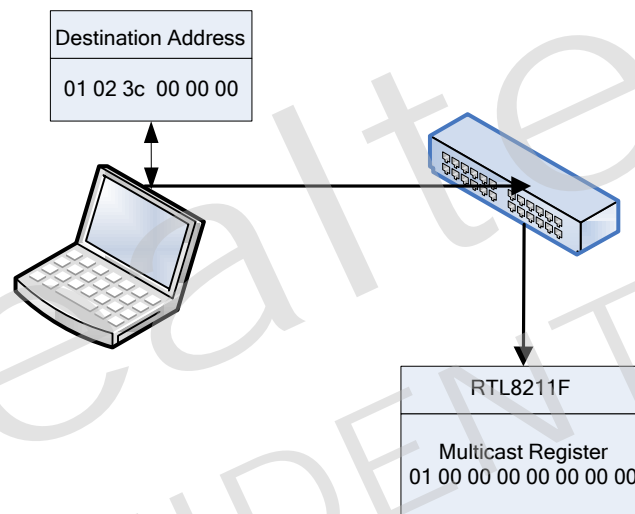 Destination Address
01 02 3c 00 00 00
RTL8211F
Multicast Register
01 00 00 00 00 00 00 00